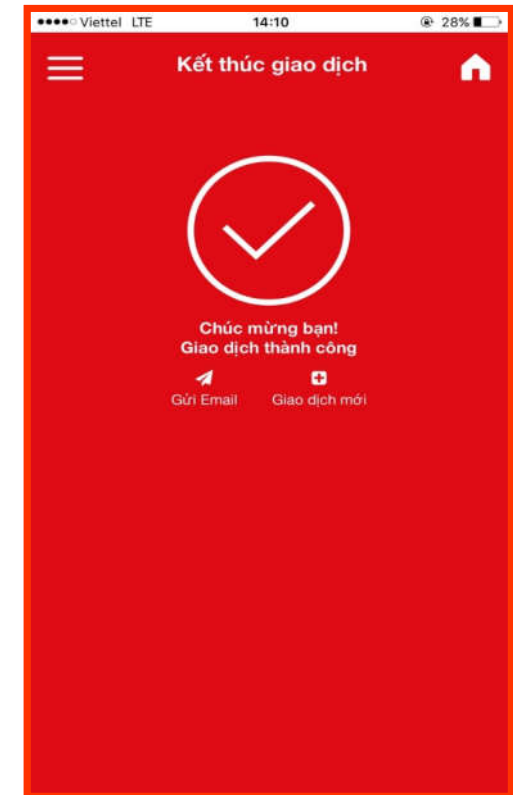 Viettel LTE 14:10 28%
Kết thúc giao dịch
Chúc mừng bạn!
Giao dịch thành công
Gửi Email Giao dịch mới